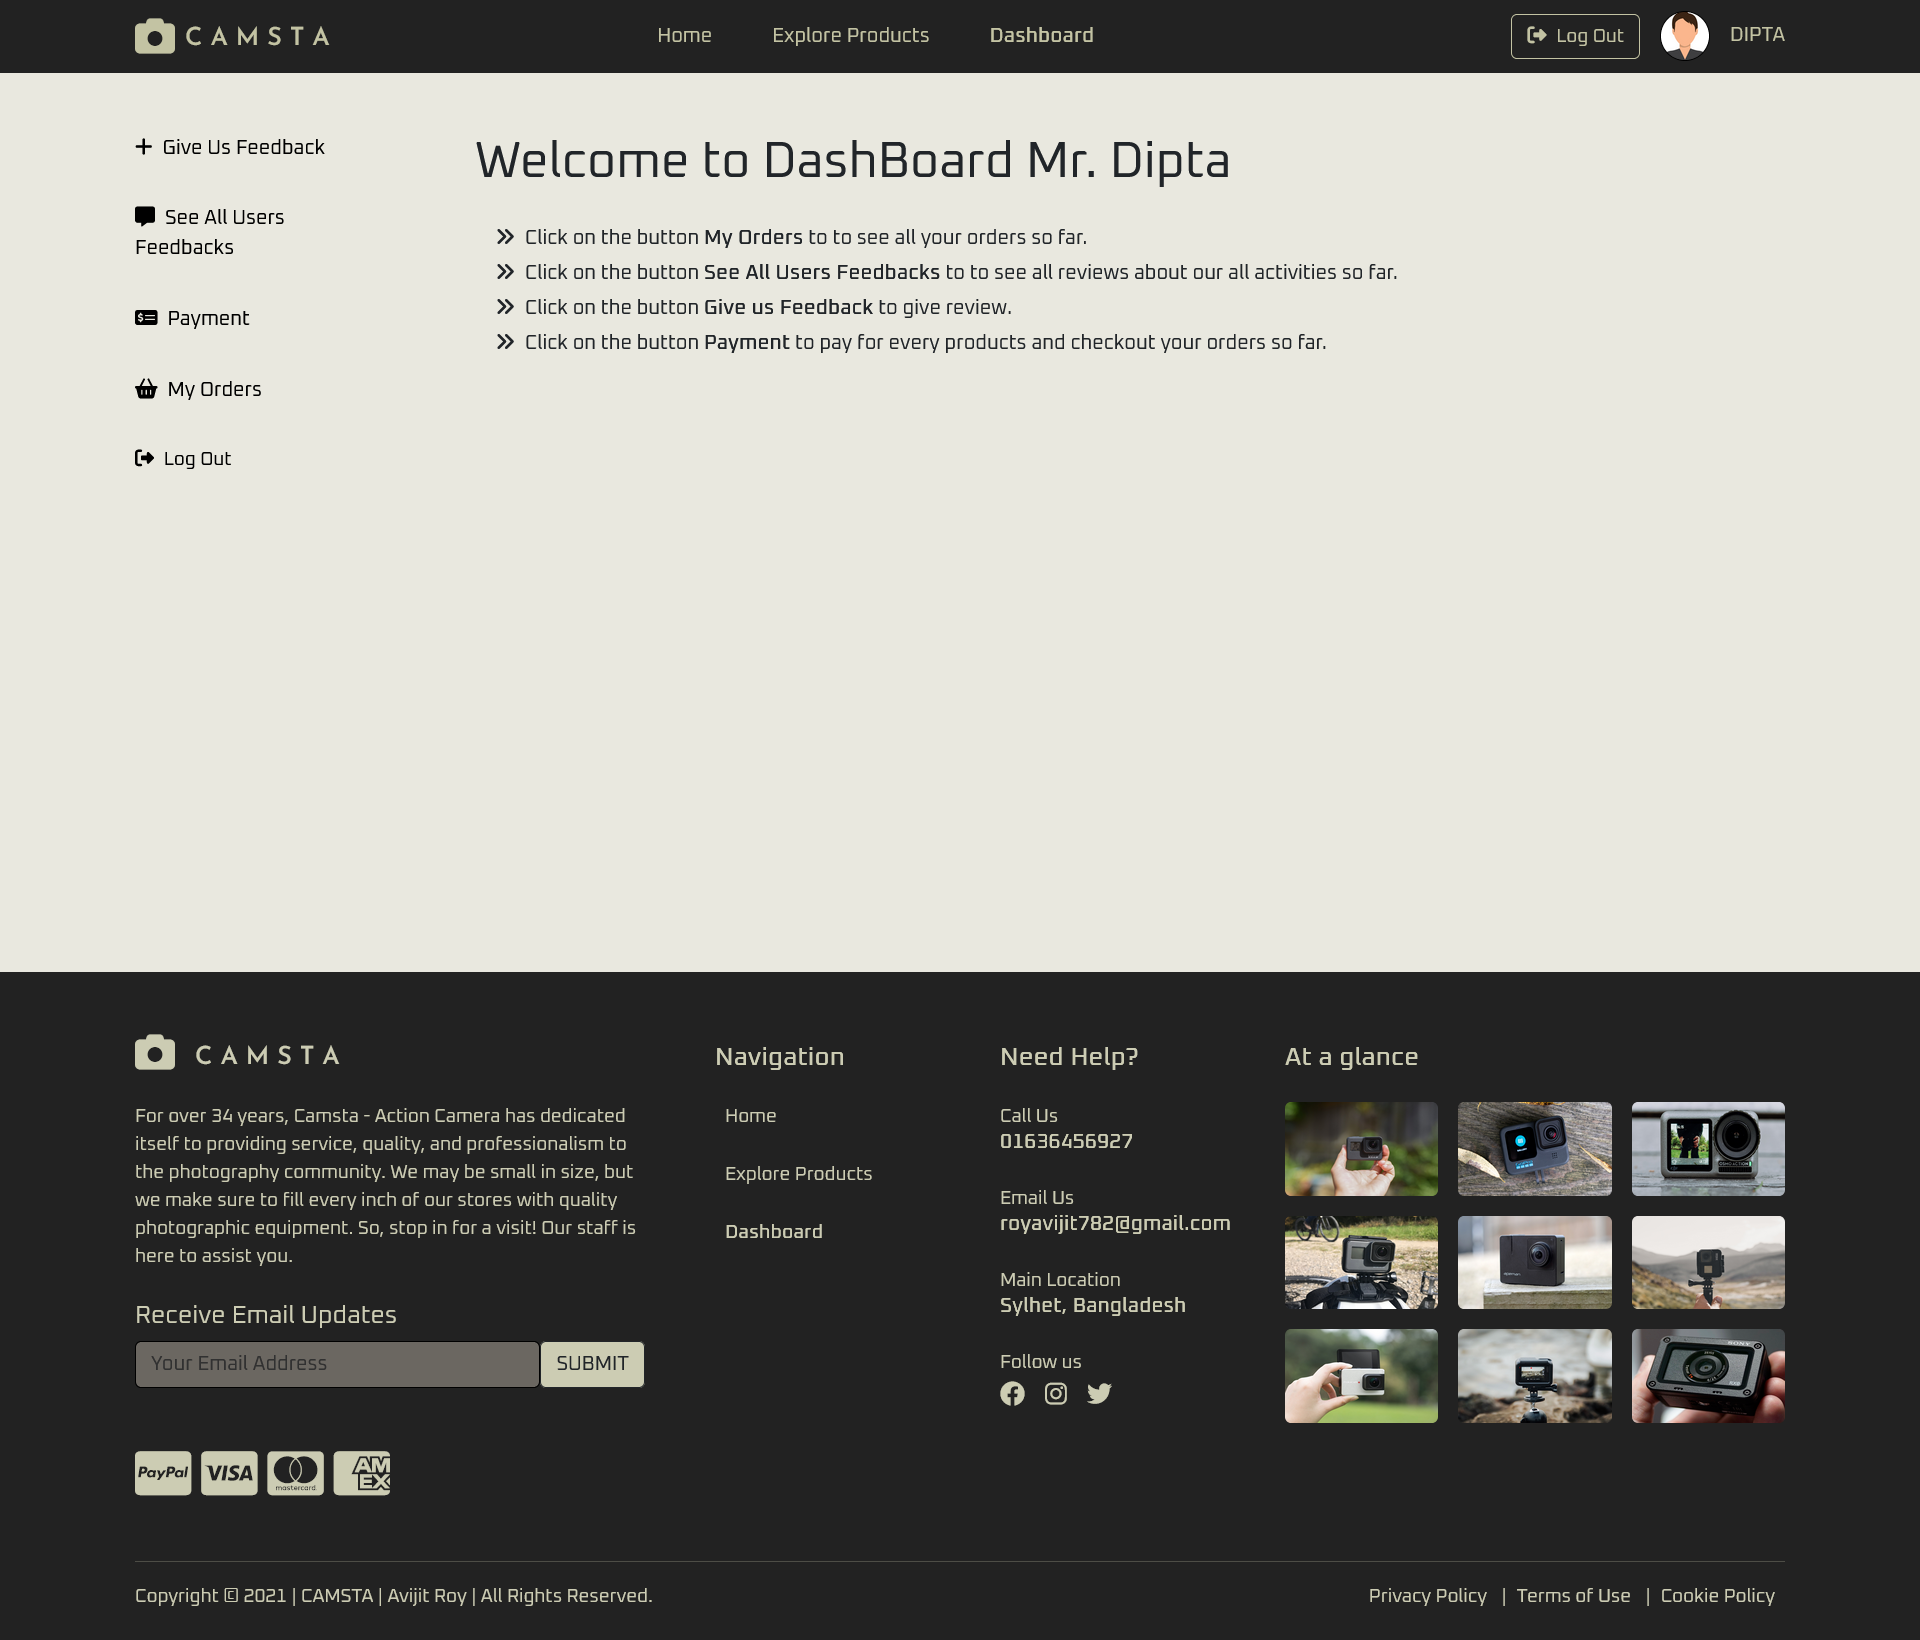 CAMSTA
Home
Explore Products
Dashboard
Log Out
DIPTA
Give Us Feedback
See All Users
Feedbacks
Payment
My Orders
Log Out
Welcome to DashBoard Mr. Dipta
Click on the button My Orders to to see all your orders so far.
Click on the button See All Users Feedbacks to to see all reviews about our all activities so far.
Click on the button Give us Feedback to give review.
Click on the button Payment to pay for every products and checkout your orders so far.
CAMSTA
For over 34 years, Camsta - Action Camera has dedicated
itself to providing service, quality, and professionalism to
the photography community. We may be small in size, but
we make sure to fill every inch of our stores with quality
photographic equipment. So, stop in for a visit! Our staff is
here to assist you.
Receive Email Updates
Your Email Address
SUBMIT
PayPal
VISA
mastercard
AM
EX
Navigation
Home
Explore Products
Dashboard
Need Help?
Call Us
01636456927
Email Us
royavijit782@gmail.com
Main Location
Sylhet, Bangladesh
Follow us
At a glance
SONY
Copyright © 2021 | CAMSTA | Avijit Roy | All Rights Reserved.
Privacy Policy | Terms of Use | Cookie Policy